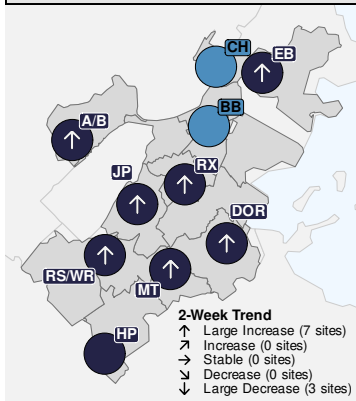 CH
EB
BB
A/B
RX
JP
DOR
RS/WR
MT
HP
2-Week Trend
↑ Large Increase (7 sites)
↗ Increase (0 sites)
→ Stable (0 sites)
↘ Decrease (0 sites)
↓ Large Decrease (3 sites)